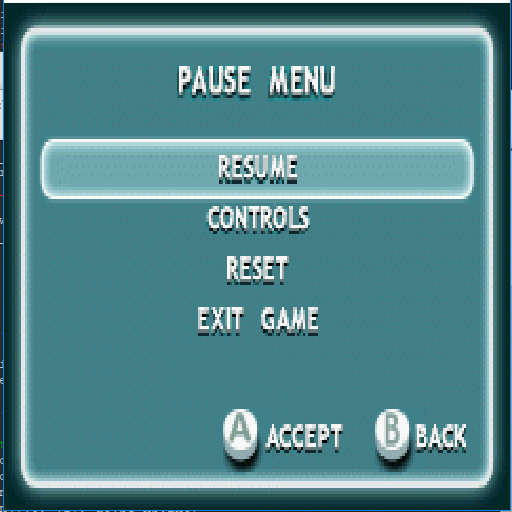 PAUSE MENU
RESUME
CONTROLS
RESET
EXIT GAME
A ACCEPT B BACK